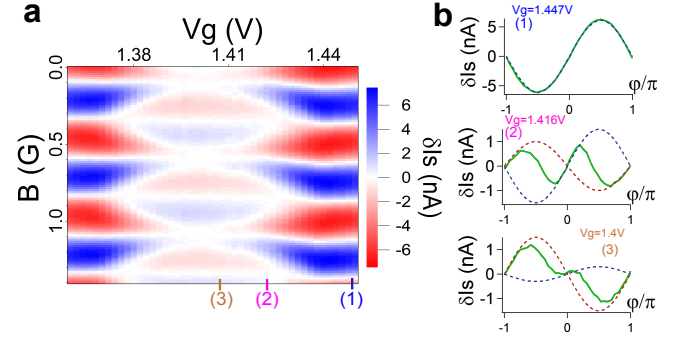 a
Vg (V)
1.38
1.41
1.44
0.0
0.5
1.0
B (G)
6
4
2
0
-2
-4
-6
δIs (nA)
(3)
(2)
(1)
b
Vg=1.447V
(1)
δIs (nA)
5
0
-5
-1
0
1
φ/π
Vg=1.416V
(2)
δIs (nA)
1
0
-1
-1
0
1
φ/π
Vg=1.4V
(3)
δIs (nA)
1
0
-1
-1
0
1
φ/π